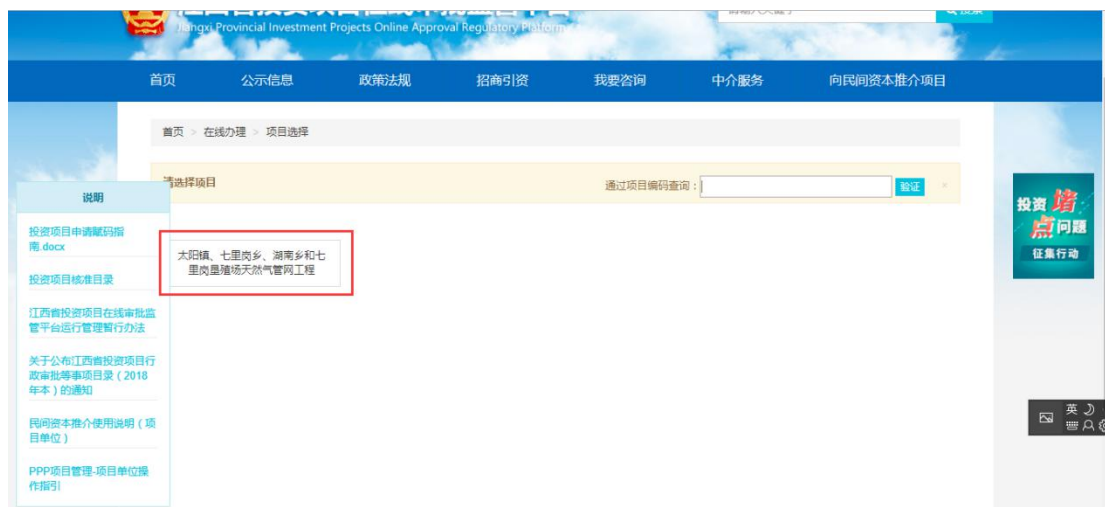 Jiangxi Provincial Investment Projects Online Approval Regulatory Platform
首页 公示信息 政策法规 招商引资 我要咨询 中介服务 向民间资本推介项目
首页 > 在线办理 > 项目选择
请选择项目 通过项目编码查询： 验证 ×
说明
投资项目申请赋码指
南.docx
投资项目核准目录
江西省投资项目在线审批监
管平台运行管理暂行办法
关于公布江西省投资项目行
政审批等事项目录（2018
年本）的通知
民间资本推介使用说明（项
目单位）
PPP项目管理-项目单位操
作指引
太阳镇、七里岗乡、湖南乡和七
里岗垦殖场天然气管网工程
投资 堵
点 问题
征集行动
英